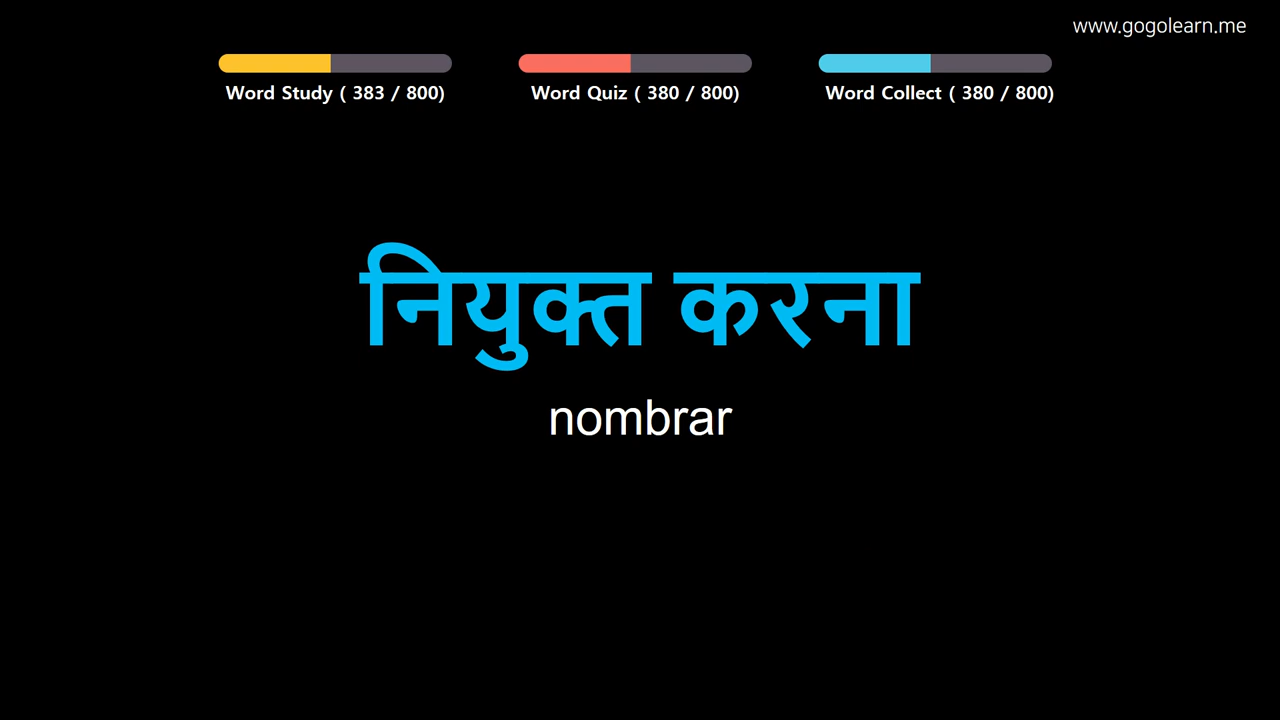 www.gogolearn.me
Word Study ( 383 / 800)
Word Quiz ( 380 / 800)
Word Collect ( 380 / 800)
नियुक्त करना
nombrar